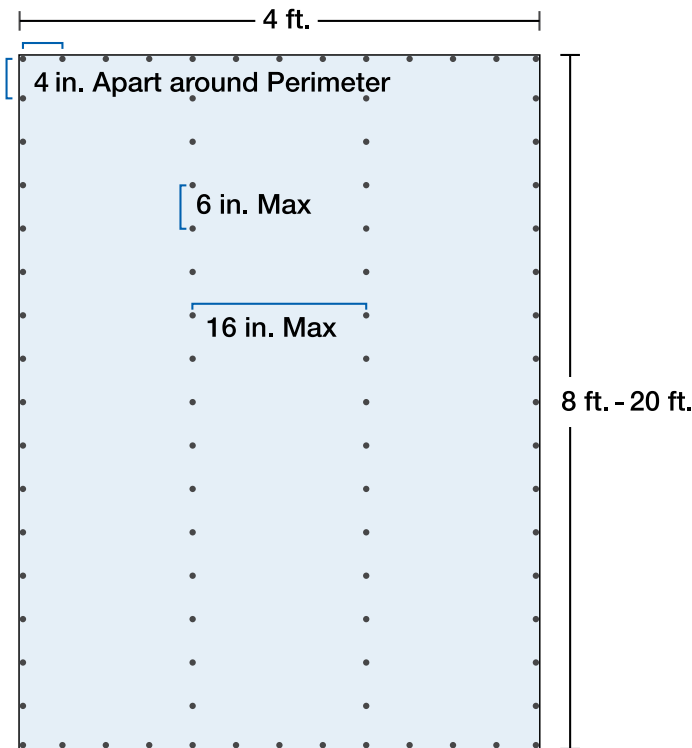 4 ft.
4 in. Apart around Perimeter
6 in. Max
16 in. Max
8 ft. - 20 ft.